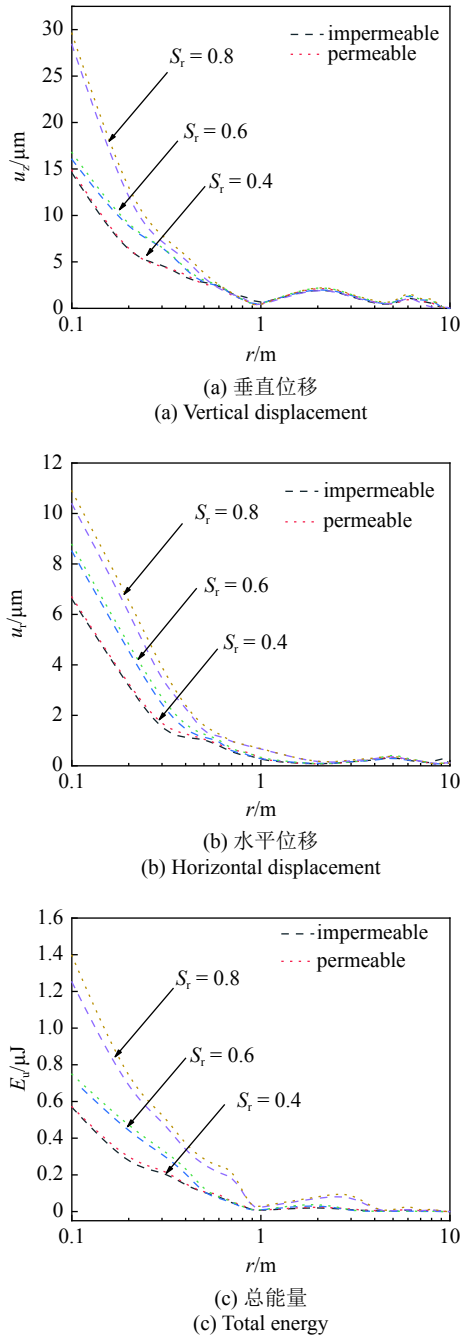 30
25
20
15
10
5
0
u_z/μm
impermeable
permeable
S_r = 0.8
S_r = 0.6
S_r = 0.4
0.1 1 10
r/m
(a) 垂直位移
(a) Vertical displacement
12
10
8
6
4
2
0
u_r/μm
impermeable
permeable
S_r = 0.8
S_r = 0.6
S_r = 0.4
0.1 1 10
r/m
(b) 水平位移
(b) Horizontal displacement
1.6
1.4
1.2
1.0
0.8
0.6
0.4
0.2
0
E_u/μJ
impermeable
permeable
S_r = 0.8
S_r = 0.6
S_r = 0.4
0.1 1 10
r/m
(c) 总能量
(c) Total energy